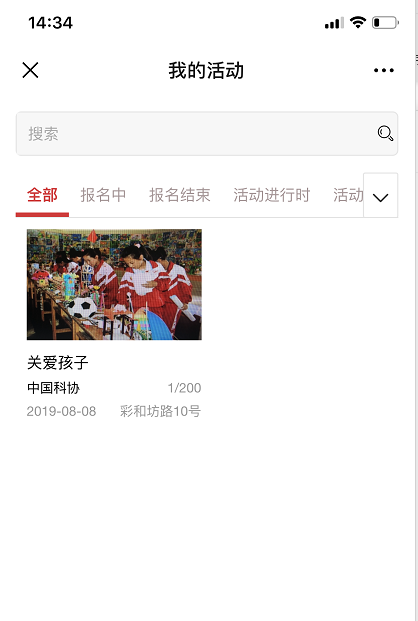 14:34
我的活动
搜索
全部 报名中 报名结束 活动进行时 活动
关爱孩子
中国科协 1/200
2019-08-08 彩和坊路10号